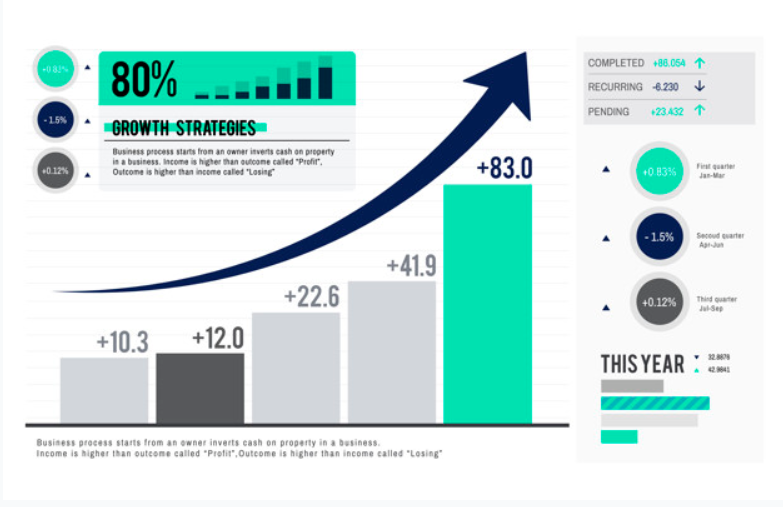 +0.83%
- 1.5%
+0.12%
80%
GROWTH STRATEGIES
Business process starts from an owner inverts cash on property
in a business. Income is higher than outcome called "Profit",
Outcome is higher than income called "Losing"
+10.3
+12.0
+22.6
+41.9
+83.0
Business process starts from an owner inverts cash on property in a business.
Income is higher than outcome called "Profit",Outcome is higher than income called "Losing"
COMPLETED +86.054
RECURRING -6.230
PENDING +23.432
+0.83% First quarter
Jan-Mar
- 1.5% Secoud quarter
Apr-Jun
+0.12% Third quarter
Jul-Sep
THIS YEAR
32.8876
42.9841